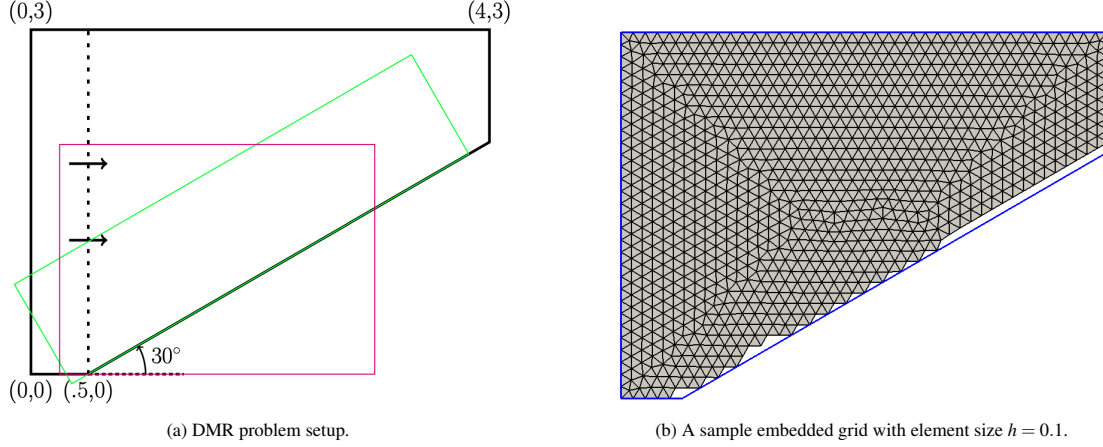 (0,3)
(4,3)
30°
(0,0)
(.5,0)
(a) DMR problem setup.
(b) A sample embedded grid with element size h = 0.1.